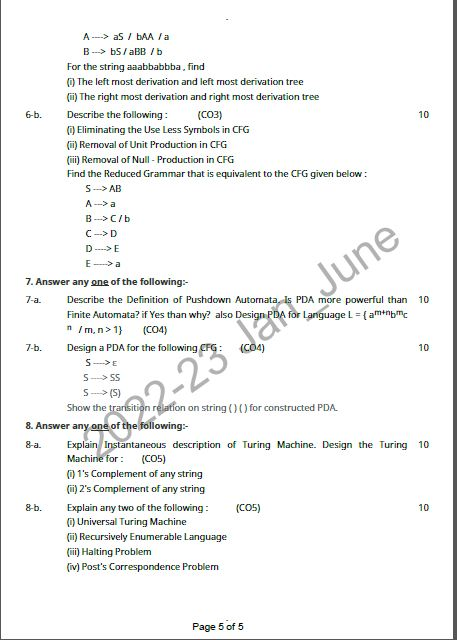 A ----> aS / bAA / a
B ---> bS / aBB / b
For the string aaabbabbba , find
(i) The left most derivation and left most derivation tree
(ii) The right most derivation and right most derivation tree
6-b. Describe the following : (CO3) 10
(i) Eliminating the Use Less Symbols in CFG
(ii) Removal of Unit Production in CFG
(iii) Removal of Null - Production in CFG
Find the Reduced Grammar that is equivalent to the CFG given below :
S ---> AB
A ---> a
B ---> C / b
C ---> D
D ----> E
E -----> a
7. Answer any one of the following:-
7-a. Describe the Definition of Pushdown Automata. Is PDA more powerful than 10
Finite Automata? if Yes than why? also Design PDA for Language L = { a^m+n b^m c
^n / m, n > 1} (CO4)
7-b. Design a PDA for the following CFG : (CO4) 10
S ----> ε
S ----> SS
S ----> (S)
Show the transition relation on string ( ) ( ) for constructed PDA.
8. Answer any one of the following:-
8-a. Explain Instantaneous description of Turing Machine. Design the Turing 10
Machine for : (CO5)
(i) 1's Complement of any string
(ii) 2's Complement of any string
8-b. Explain any two of the following : (CO5) 10
(i) Universal Turing Machine
(ii) Recursively Enumerable Language
(iii) Halting Problem
(iv) Post's Correspondence Problem
2022-23 Jan_June
Page 5 of 5